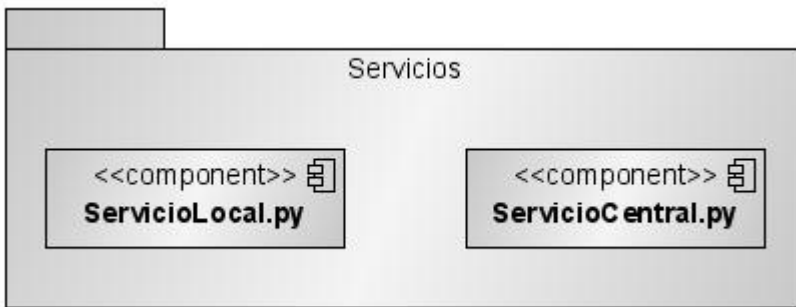 Servicios
<<component>>
ServicioLocal.py
<<component>>
ServicioCentral.py